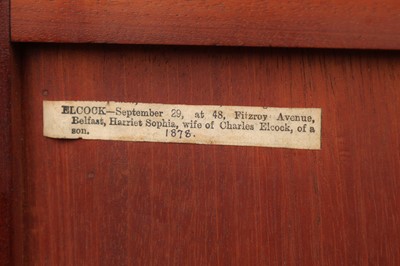 ELCOCK—September 29, at 48, Fitzroy Avenue,
Belfast, Harriet Sophia, wife of Charles Elcock, of a
son.
1878.